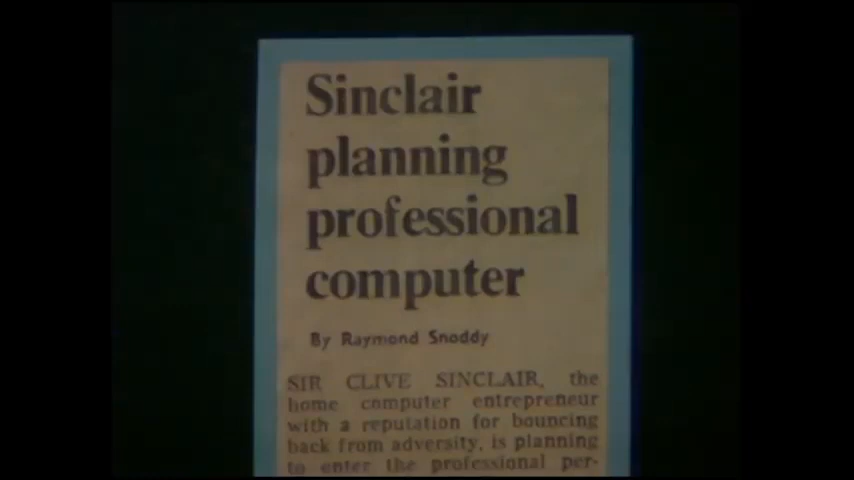 Sinclair
planning
professional
computer
By Raymond Snoddy
SIR CLIVE SINCLAIR, the
home computer entrepreneur
with a reputation for bouncing
back from adversity, is planning
to enter the professional per-